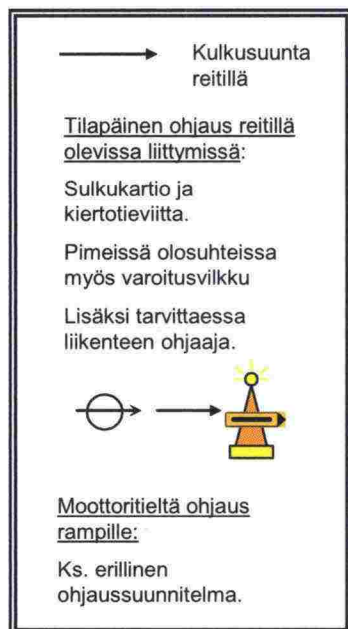 Kulkusuunta
reitillä
Tilapäinen ohjaus reitillä
olevissa liittymissä:
Sulkukartio ja
kiertotieviitta.
Pimeissä olosuhteissa
myös varoitusvilkku
Lisäksi tarvittaessa
liikenteen ohjaaja.
Moottoritieltä ohjaus
rampille:
Ks. erillinen
ohjaussuunnitelma.